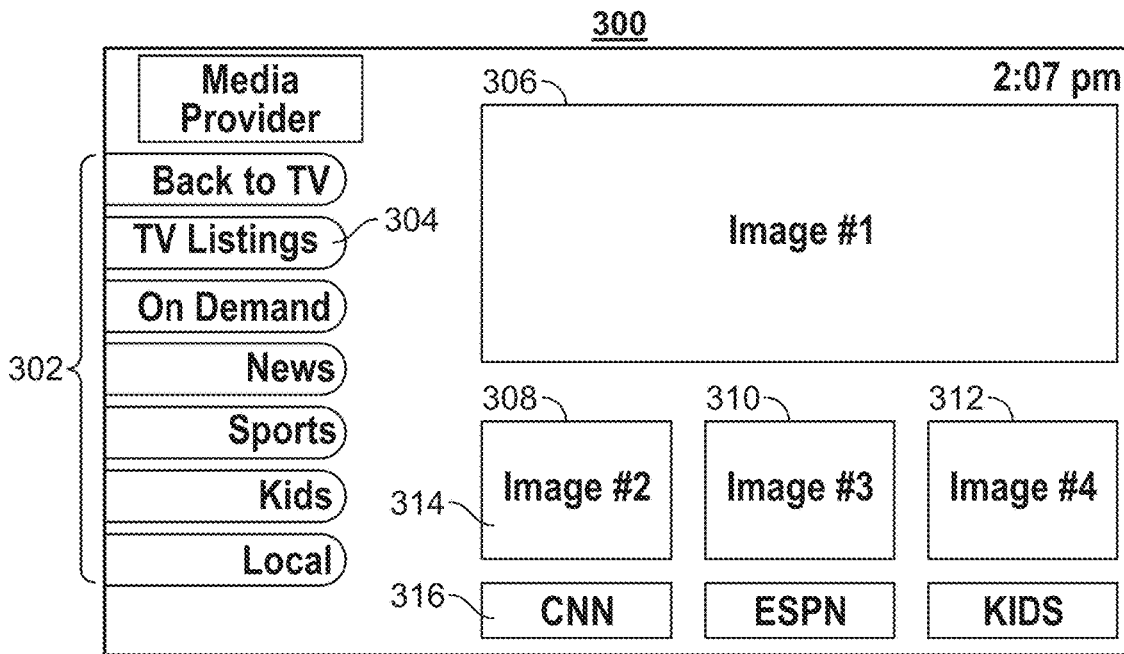 300
Media
Provider
2:07 pm
306
Image #1
302
Back to TV
TV Listings
304
On Demand
News
Sports
Kids
Local
308
310
312
Image #2
Image #3
Image #4
314
316
CNN
ESPN
KIDS